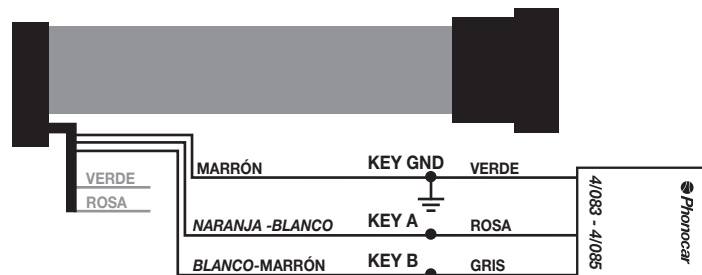 MARRÓN KEY GND VERDE
VERDE
ROSA
NARANJA -BLANCO KEY A ROSA
BLANCO-MARRÓN KEY B GRIS
4/083 - 4/085
Phonocar